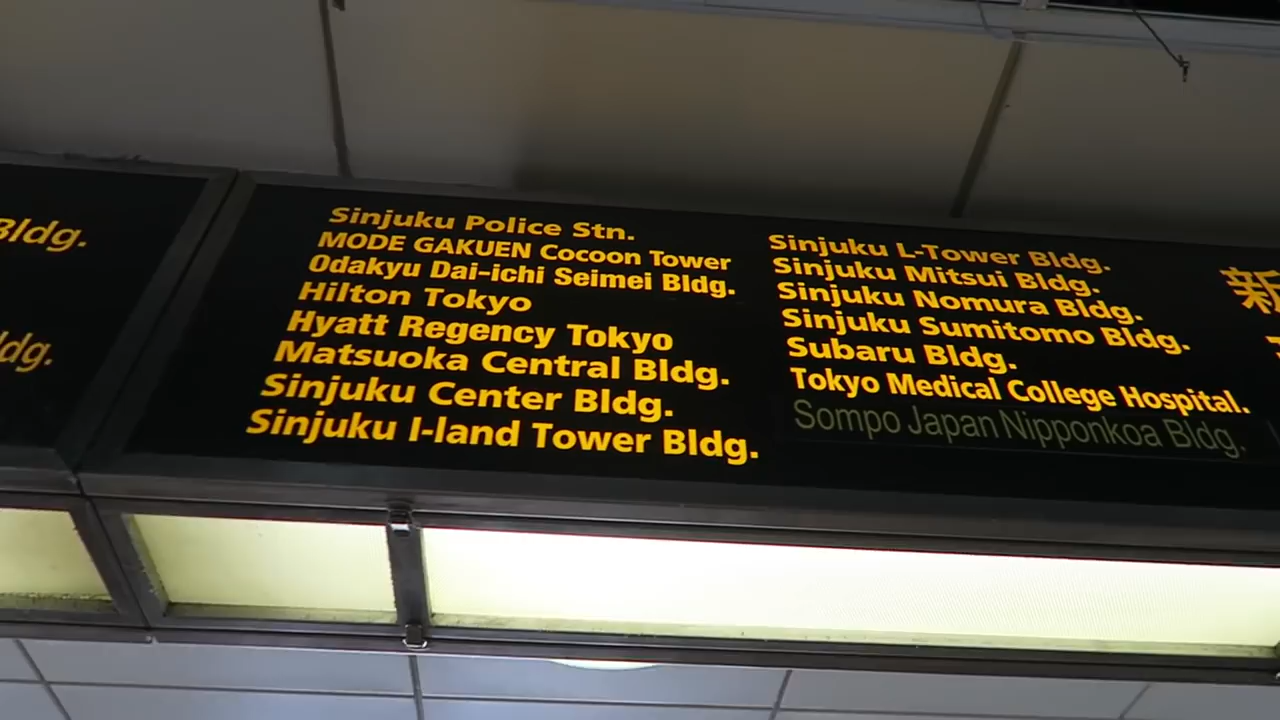 Bldg.
ldg.
Sinjuku Police Stn.
MODE GAKUEN Cocoon Tower
Odakyu Dai-ichi Seimei Bldg.
Hilton Tokyo
Hyatt Regency Tokyo
Matsuoka Central Bldg.
Sinjuku Center Bldg.
Sinjuku I-land Tower Bldg.
Sinjuku L-Tower Bldg.
Sinjuku Mitsui Bldg.
Sinjuku Nomura Bldg.
Sinjuku Sumitomo Bldg.
Subaru Bldg.
Tokyo Medical College Hospital.
Sompo Japan Nipponkoa Bldg.
新